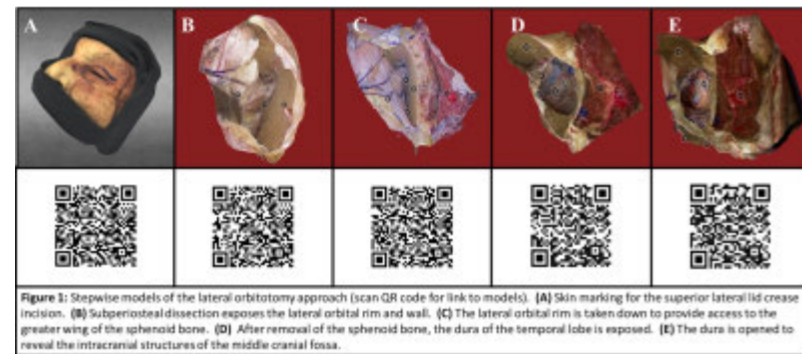 A B C D E
Figure 1: Stepwise models of the lateral orbitotomy approach (scan QR code for link to models). (A) Skin marking for the superior lateral lid crease
incision. (B) Subperiosteal dissection exposes the lateral orbital rim and wall. (C) The lateral orbital rim is taken down to provide access to the
greater wing of the sphenoid bone. (D) After removal of the sphenoid bone, the dura of the temporal lobe is exposed. (E) The dura is opened to
reveal the intracranial structures of the middle cranial fossa.